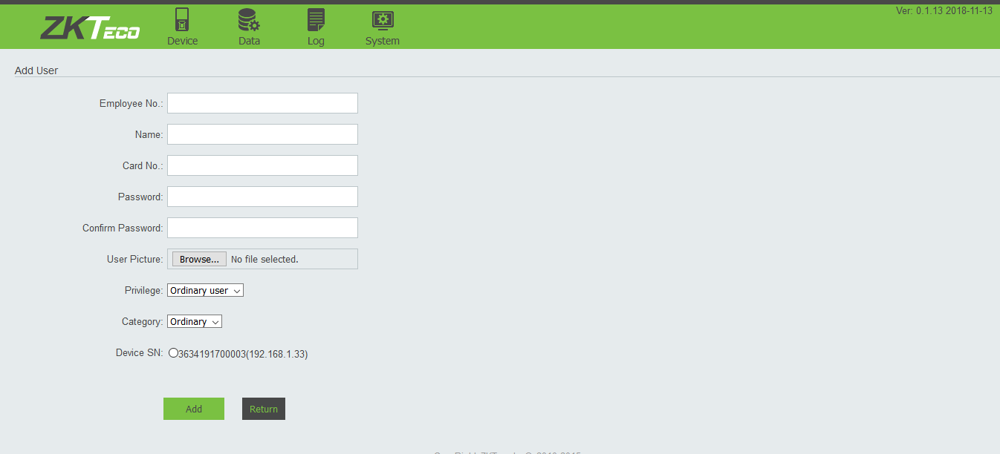 Ver: 0.1.13 2018-11-13
ZKTECO
Device Data Log System
Add User
Employee No.:
Name:
Card No.:
Password:
Confirm Password:
User Picture: Browse... No file selected.
Privilege: Ordinary user
Category: Ordinary
Device SN: 3634191700003(192.168.1.33)
Add Return